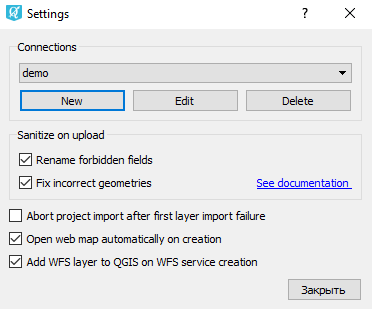 Settings
?
Connections
demo
New Edit Delete
Sanitize on upload
Rename forbidden fields
Fix incorrect geometries See documentation
Abort project import after first layer import failure
Open web map automatically on creation
Add WFS layer to QGIS on WFS service creation
Закрыть